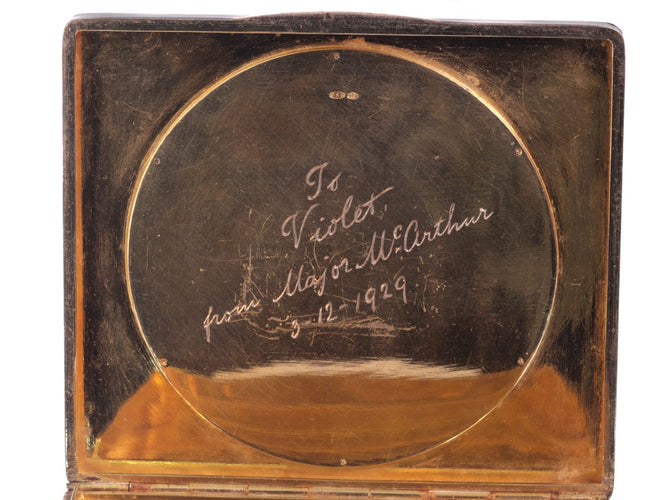 To
Violet,
from Major McArthur
3-12-1929